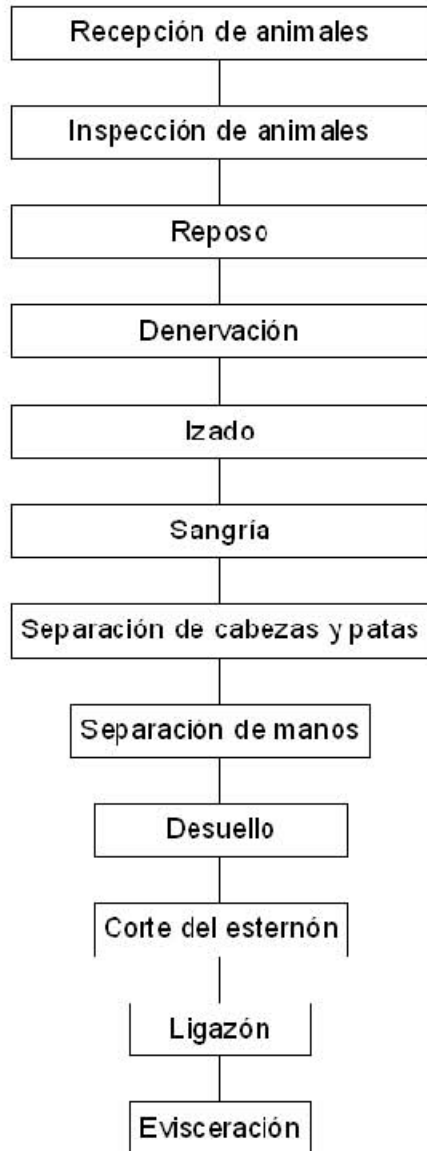 Recepción de animales
Inspección de animales
Reposo
Denervación
Izado
Sangría
Separación de cabezas y patas
Separación de manos
Desuello
Corte del esternón
Ligazón
Evisceración